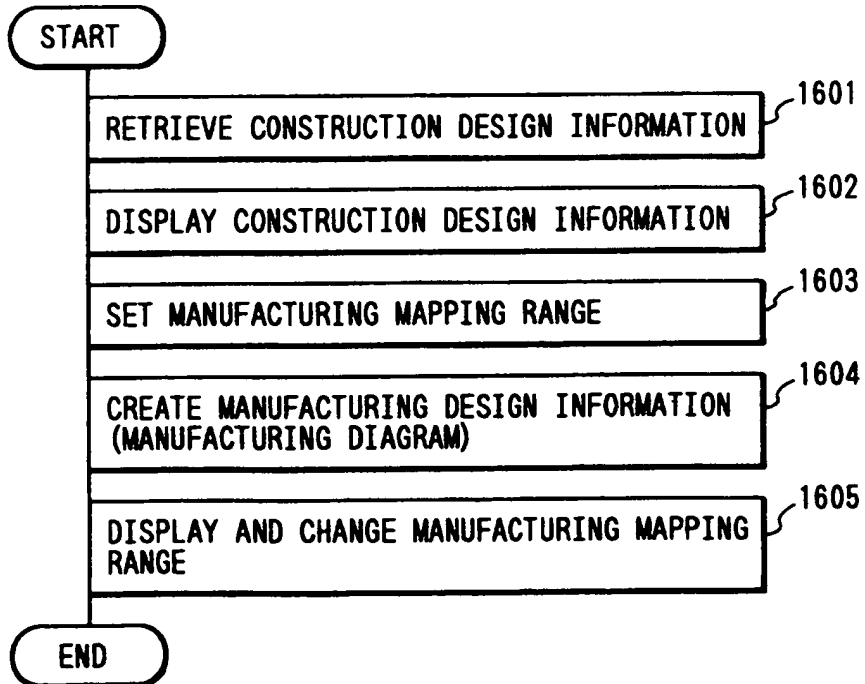 START
1601
RETRIEVE CONSTRUCTION DESIGN INFORMATION
1602
DISPLAY CONSTRUCTION DESIGN INFORMATION
1603
SET MANUFACTURING MAPPING RANGE
1604
CREATE MANUFACTURING DESIGN INFORMATION
(MANUFACTURING DIAGRAM)
1605
DISPLAY AND CHANGE MANUFACTURING MAPPING
RANGE
END